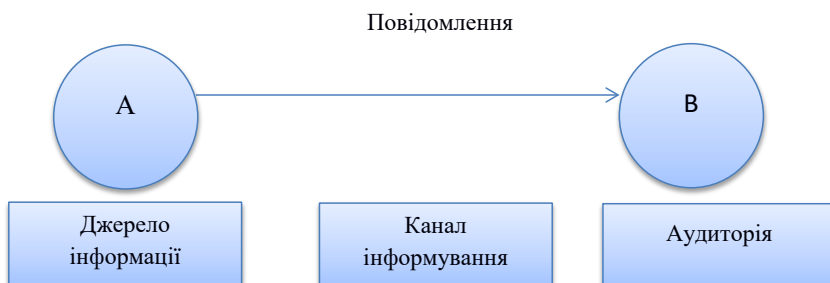 Повідомлення
А
В
Джерело
інформації
Канал
інформування
Аудиторія